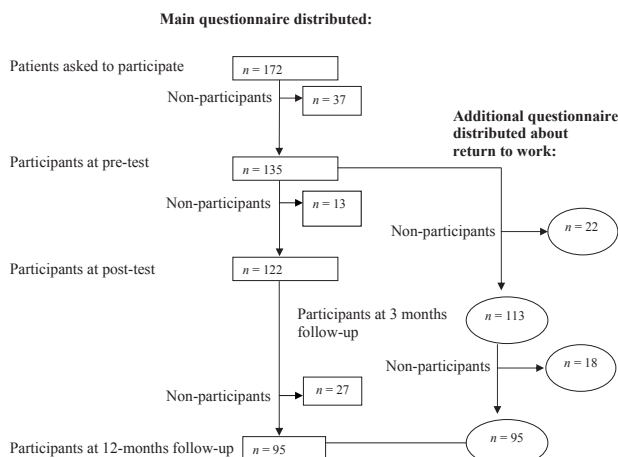 Main questionnaire distributed:
Patients asked to participate
n = 172
Non-participants
n = 37
Additional questionnaire
distributed about
return to work:
Participants at pre-test
n = 135
Non-participants
n = 13
Non-participants
n = 22
Participants at post-test
n = 122
Participants at 3 months
follow-up
n = 113
Non-participants
n = 18
Non-participants
n = 27
Participants at 12-months follow-up
n = 95
n = 95